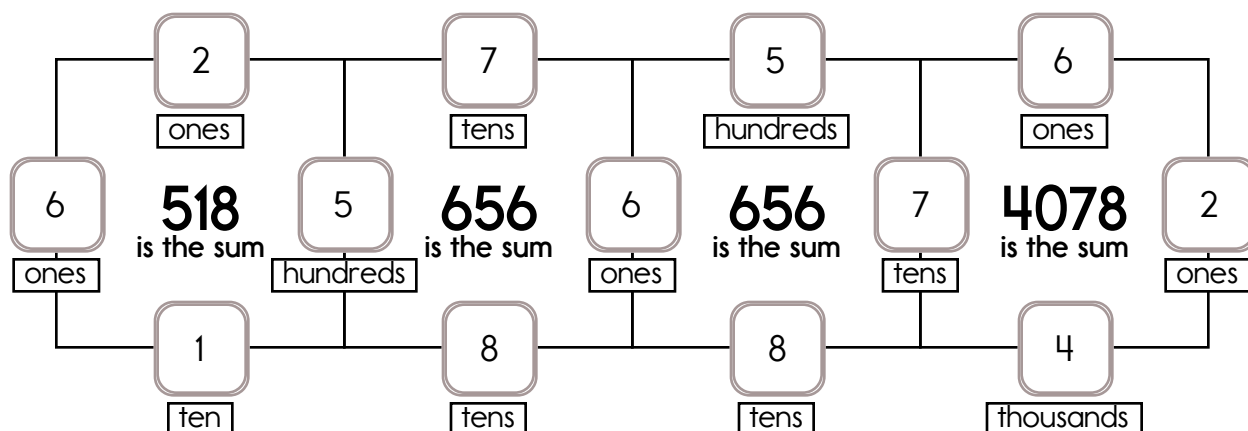 2 7 5 6
ones tens hundreds ones
6 518 5 656 6 656 7 4078 2
is the sum is the sum is the sum is the sum
ones hundreds ones tens ones
1 8 8 4
ten tens tens thousands